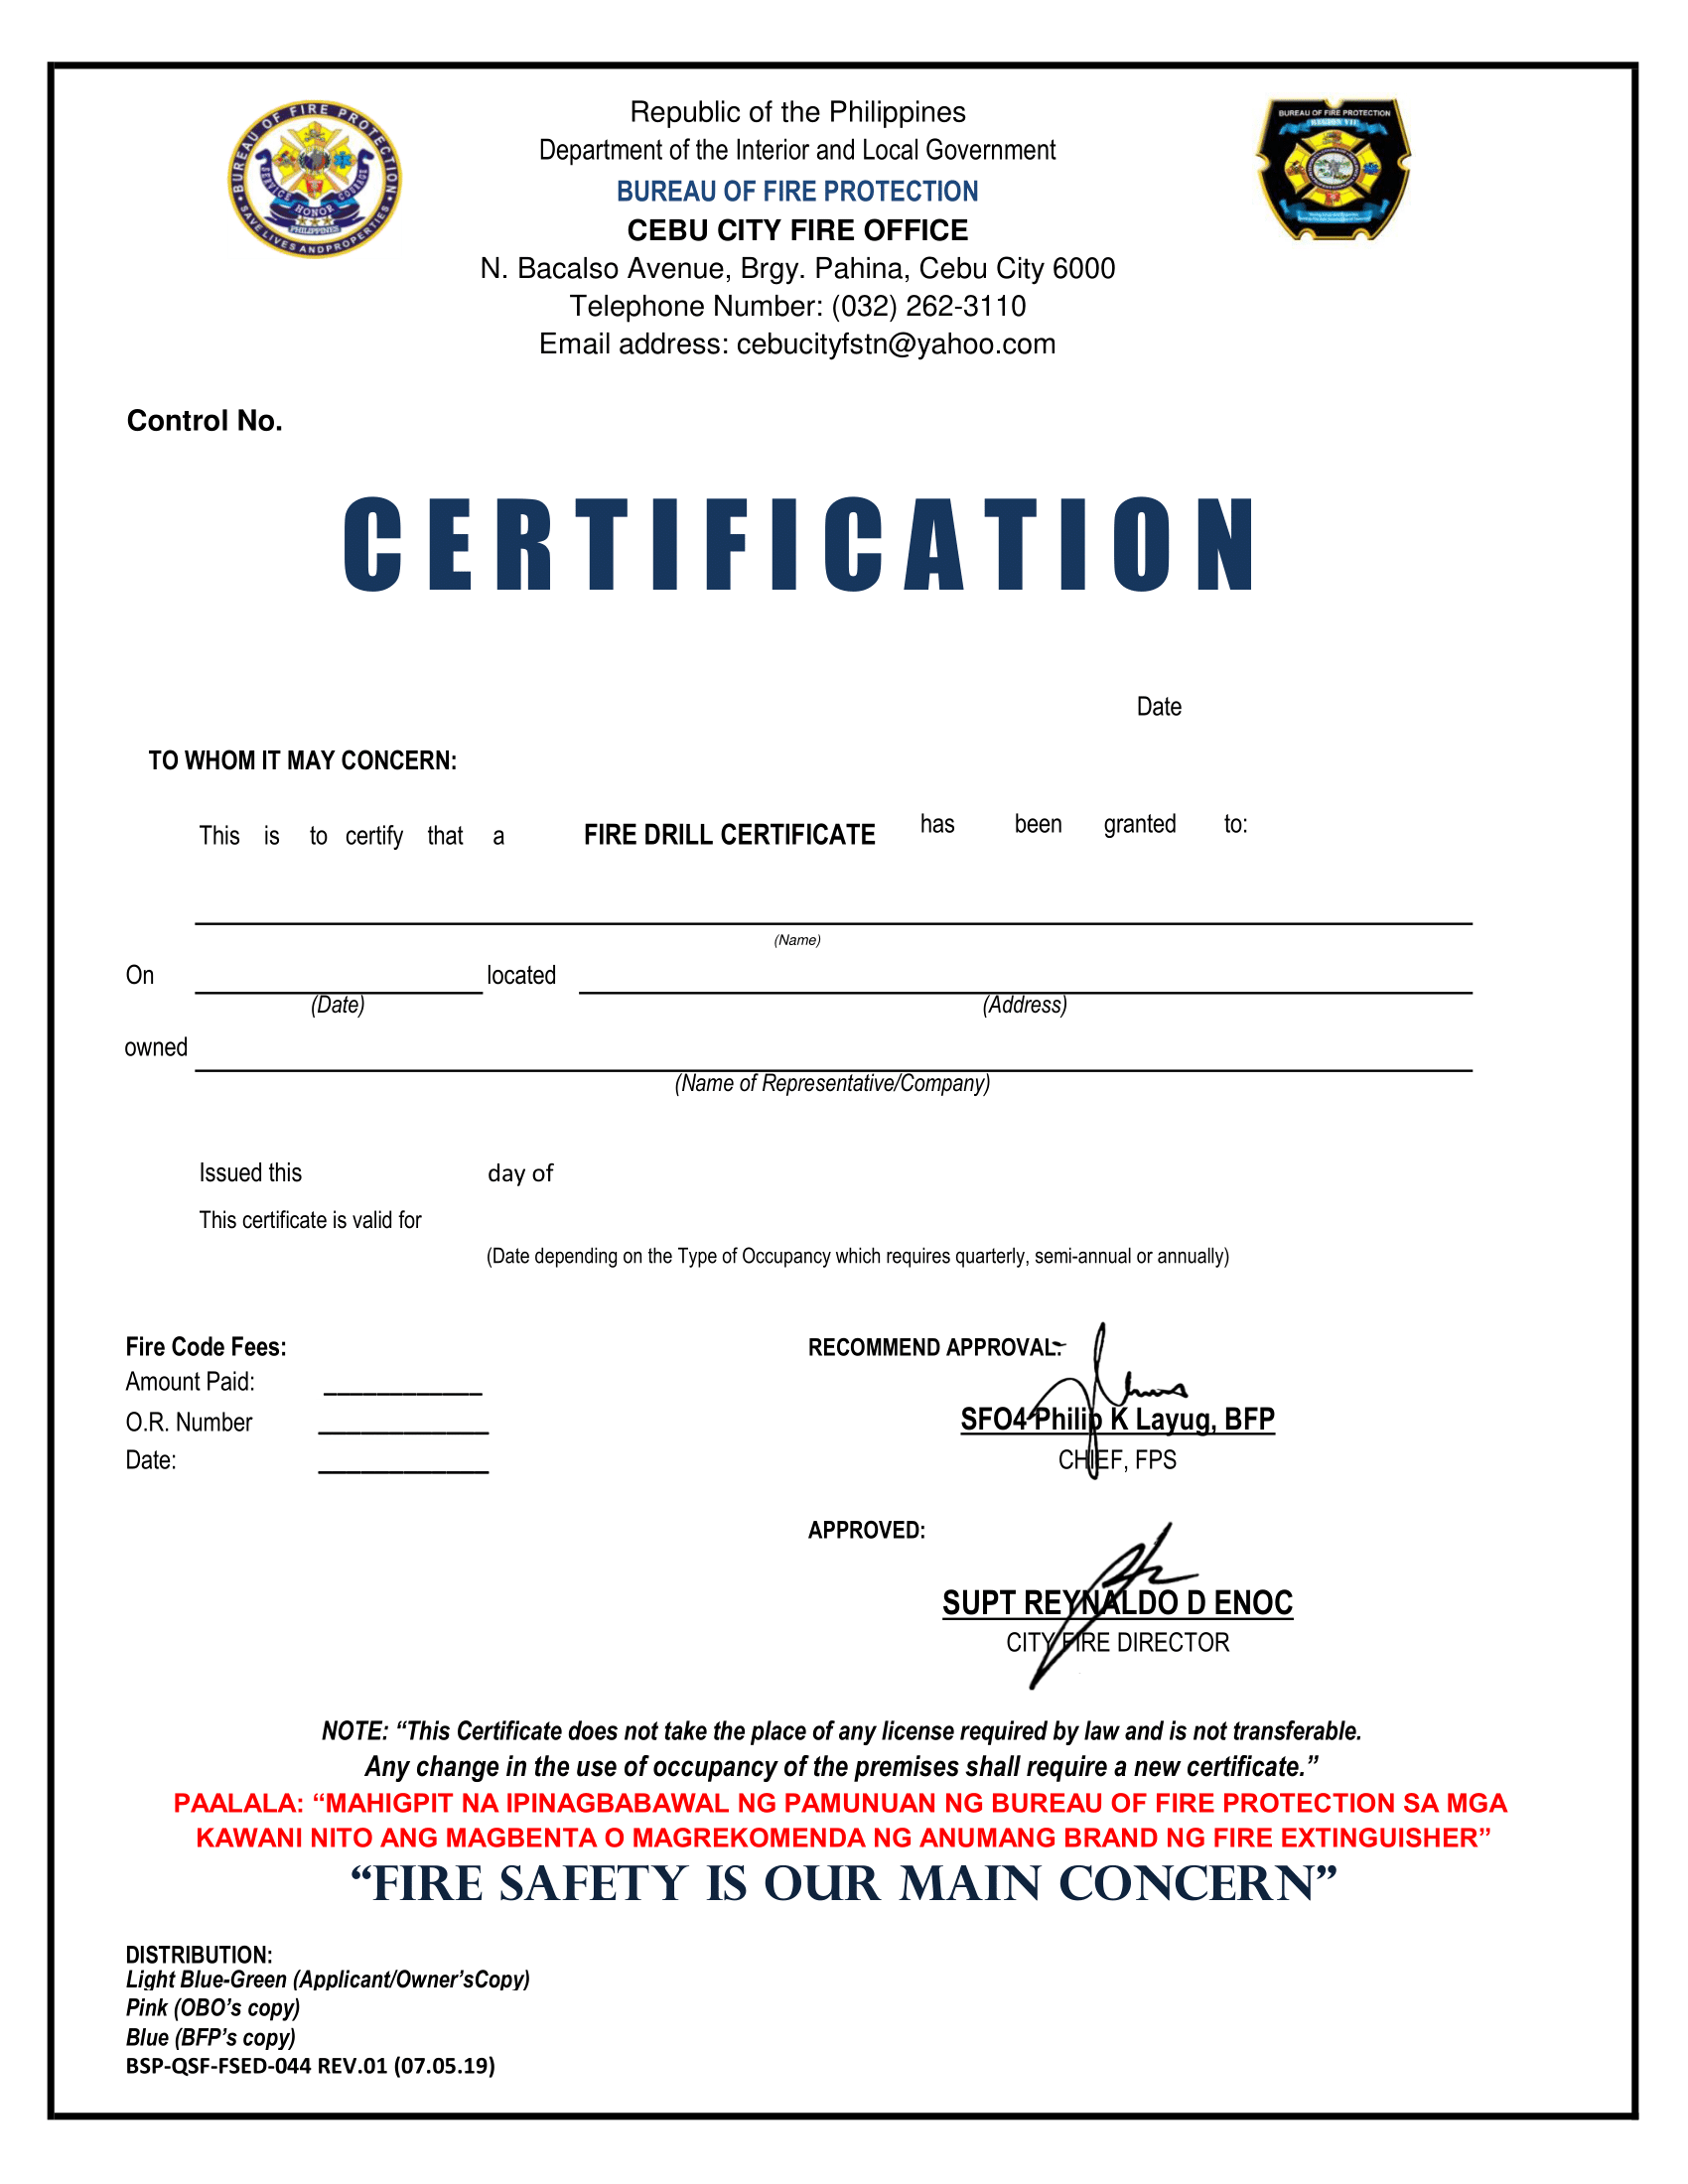 Republic of the Philippines
Department of the Interior and Local Government
BUREAU OF FIRE PROTECTION
CEBU CITY FIRE OFFICE
N. Bacalso Avenue, Brgy. Pahina, Cebu City 6000
Telephone Number: (032) 262-3110
Email address: cebucityfstn@yahoo.com
BUREAU OF FIRE PROTECTION
SERVICE HONOR COURAGE
PHILIPPINES
SAVE LIVES AND PROPERTIES
BUREAU OF FIRE PROTECTION
REGION VII
Control No.
CERTIFICATION
Date
TO WHOM IT MAY CONCERN:
This is to certify that a FIRE DRILL CERTIFICATE has been granted to:
(Name)
On located
(Date) (Address)
owned
(Name of Representative/Company)
Issued this day of
This certificate is valid for
(Date depending on the Type of Occupancy which requires quarterly, semi-annual or annually)
Fire Code Fees: RECOMMEND APPROVAL:
Amount Paid:
O.R. Number SFO4 Philip K Layug, BFP
Date: CHIEF, FPS
APPROVED:
SUPT REYNALDO D ENOC
CITY FIRE DIRECTOR
NOTE: “This Certificate does not take the place of any license required by law and is not transferable.
Any change in the use of occupancy of the premises shall require a new certificate.”
PAALALA: “MAHIGPIT NA IPINAGBABAWAL NG PAMUNUAN NG BUREAU OF FIRE PROTECTION SA MGA
KAWANI NITO ANG MAGBENTA O MAGREKOMENDA NG ANUMANG BRAND NG FIRE EXTINGUISHER”
“FIRE SAFETY IS OUR MAIN CONCERN”
DISTRIBUTION:
Light Blue-Green (Applicant/Owner’sCopy)
Pink (OBO’s copy)
Blue (BFP’s copy)
BSP-QSF-FSED-044 REV.01 (07.05.19)